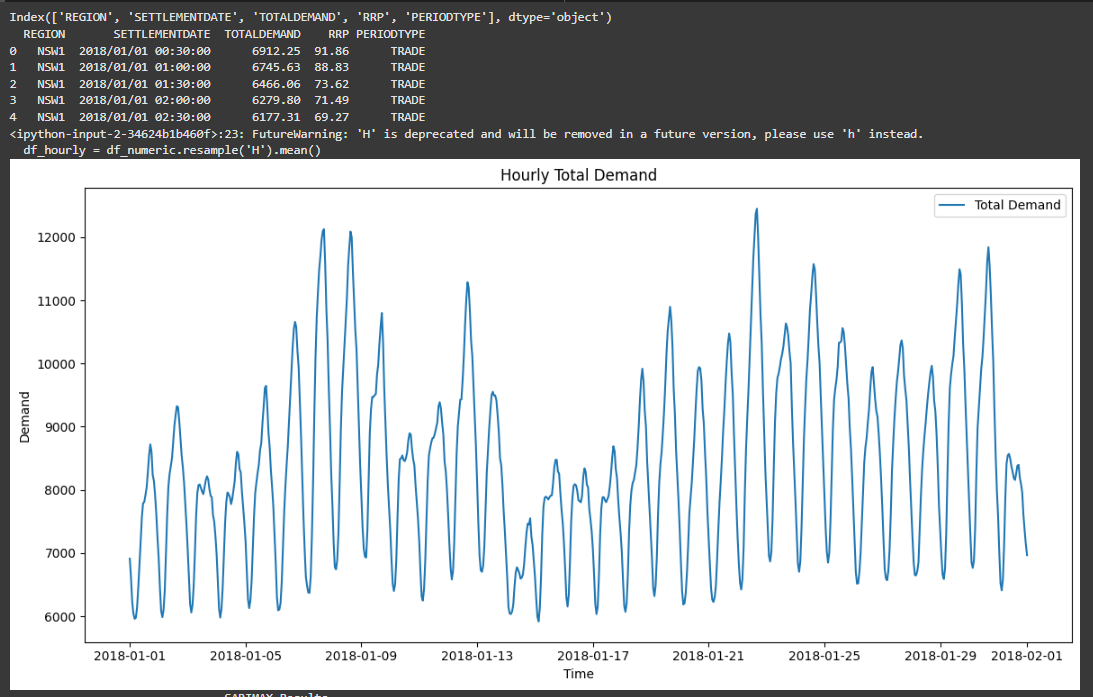 Index(['REGION', 'SETTLEMENTDATE', 'TOTALDEMAND', 'RRP', 'PERIODTYPE'], dtype='object')
REGION SETTLEMENTDATE TOTALDEMAND RRP PERIODTYPE
0 NSW1 2018/01/01 00:30:00 6912.25 91.86 TRADE
1 NSW1 2018/01/01 01:00:00 6745.63 88.83 TRADE
2 NSW1 2018/01/01 01:30:00 6466.06 73.62 TRADE
3 NSW1 2018/01/01 02:00:00 6279.80 71.49 TRADE
4 NSW1 2018/01/01 02:30:00 6177.31 69.27 TRADE
<ipython-input-2-34624b1b460f>:23: FutureWarning: 'H' is deprecated and will be removed in a future version, please use 'h' instead.
df_hourly = df_numeric.resample('H').mean()
Hourly Total Demand
Total Demand
12000
11000
10000
9000
8000
7000
6000
Demand
2018-01-01 2018-01-05 2018-01-09 2018-01-13 2018-01-17 2018-01-21 2018-01-25 2018-01-29 2018-02-01
Time
SARIMAX Results